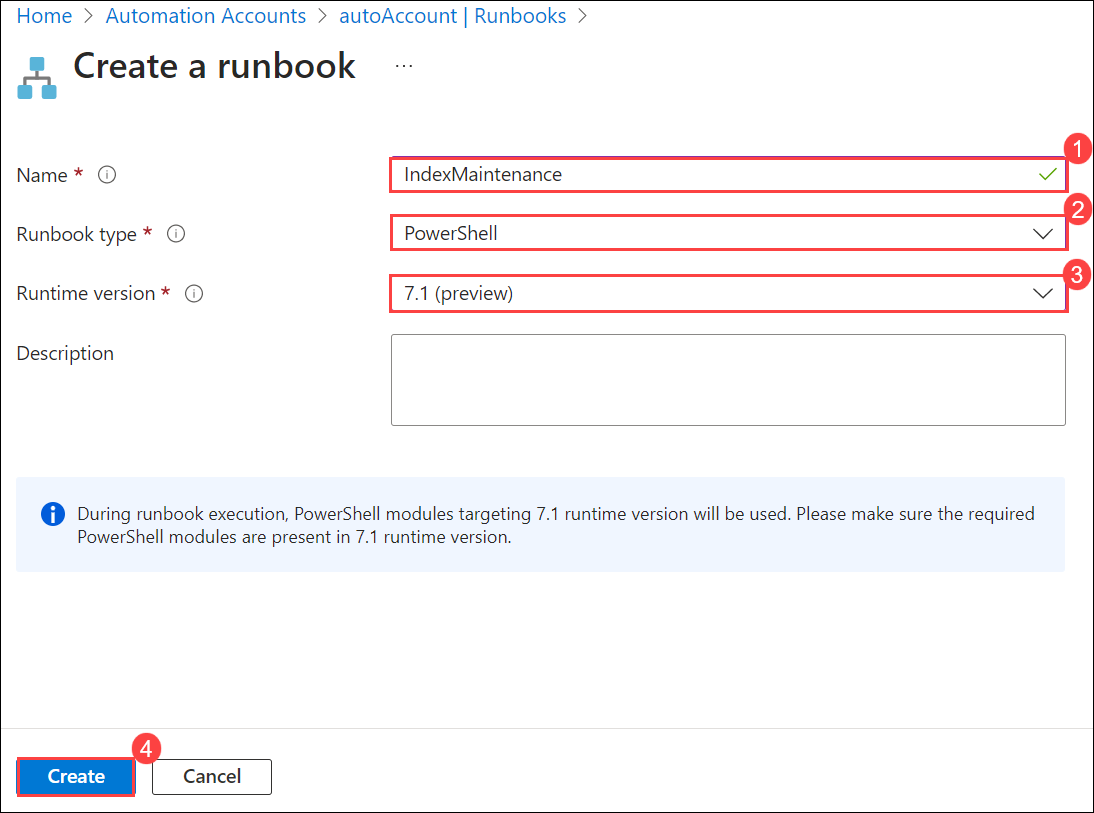 Home > Automation Accounts > autoAccount | Runbooks >
Create a runbook ...
1
Name * IndexMaintenance
2
Runbook type * PowerShell
3
Runtime version * 7.1 (preview)
Description
During runbook execution, PowerShell modules targeting 7.1 runtime version will be used. Please make sure the required
PowerShell modules are present in 7.1 runtime version.
4
Create Cancel